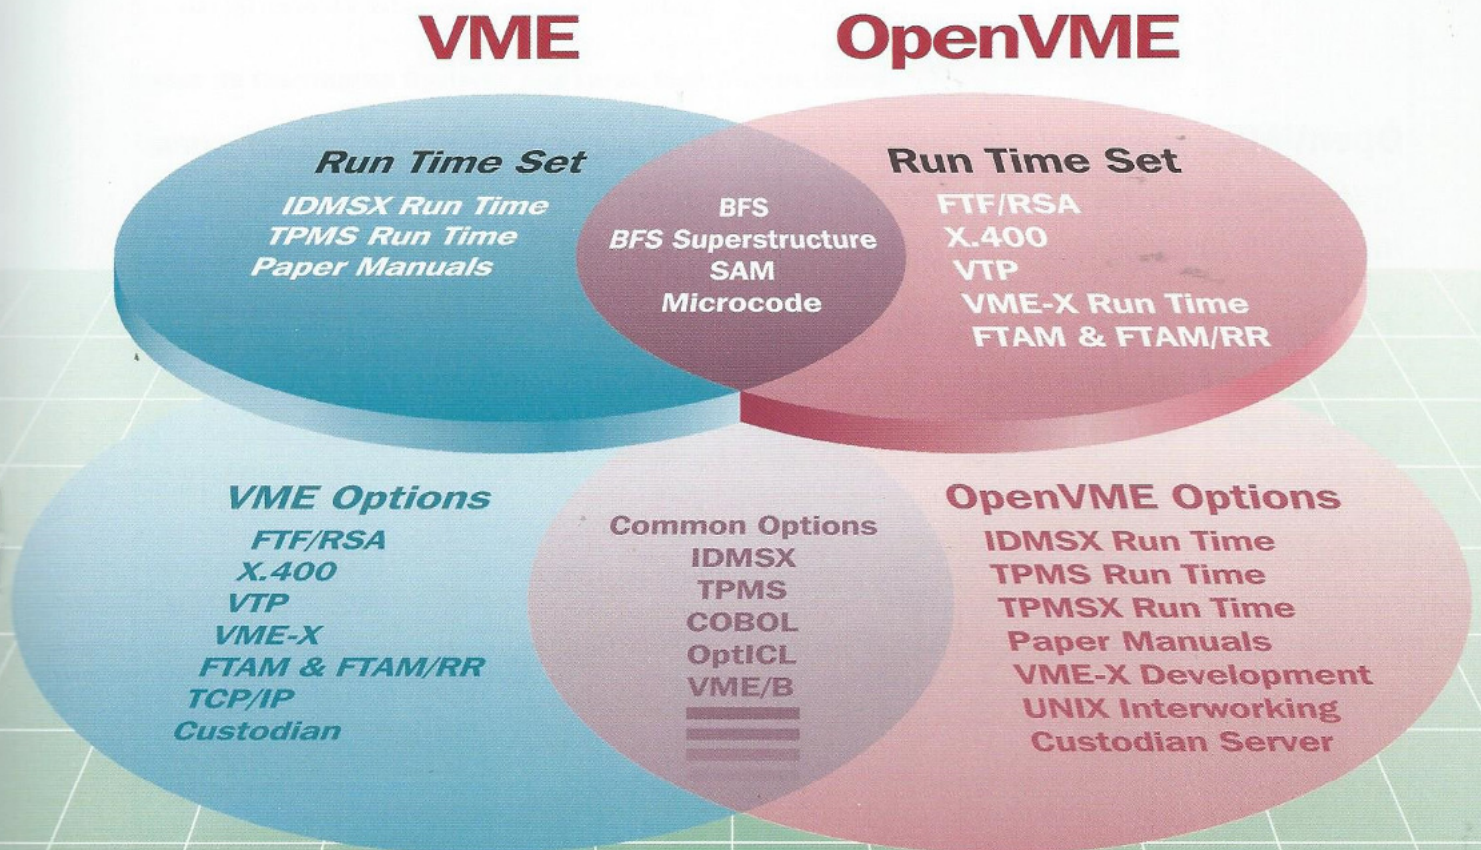 VME
OpenVME
Run Time Set
IDMSX Run Time
TPMS Run Time
Paper Manuals
BFS
BFS Superstructure
SAM
Microcode
Run Time Set
FTF/RSA
X.400
VTP
VME-X Run Time
FTAM & FTAM/RR
VME Options
FTF/RSA
X.400
VTP
VME-X
FTAM & FTAM/RR
TCP/IP
Custodian
Common Options
IDMSX
TPMS
COBOL
OptICL
VME/B
OpenVME Options
IDMSX Run Time
TPMS Run Time
TPMSX Run Time
Paper Manuals
VME-X Development
UNIX Interworking
Custodian Server